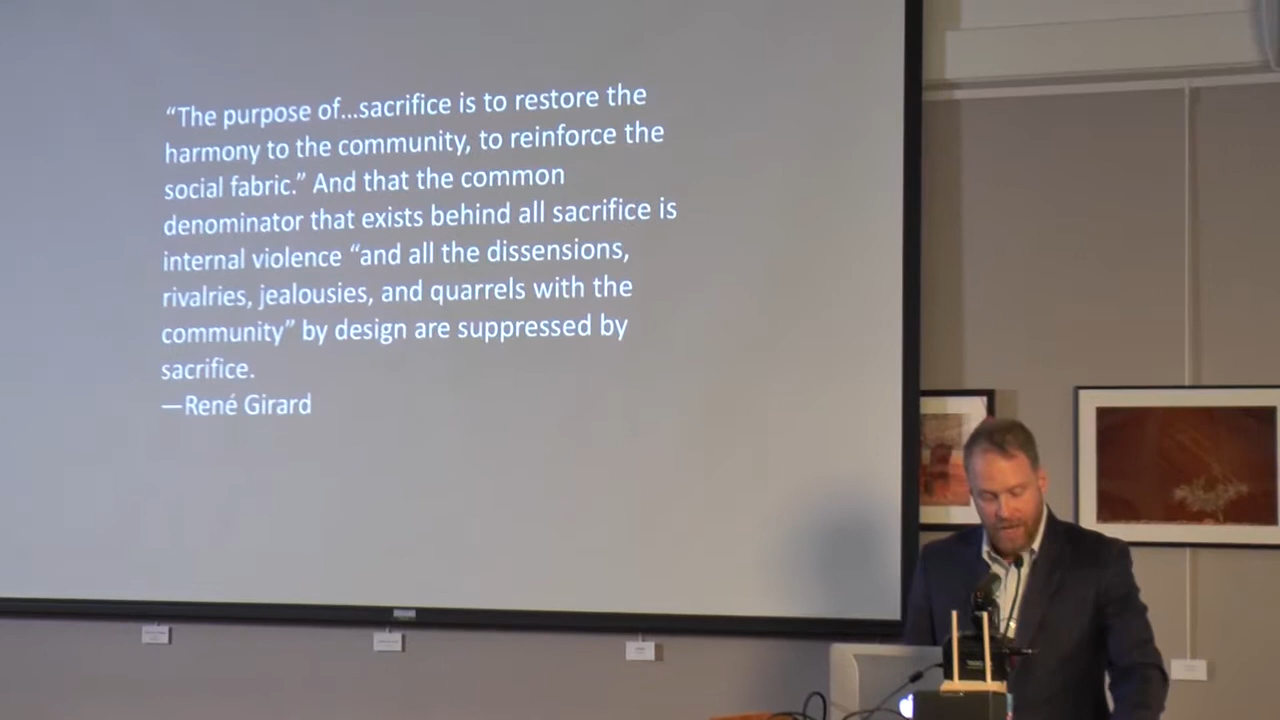 “The purpose of...sacrifice is to restore the
harmony to the community, to reinforce the
social fabric.” And that the common
denominator that exists behind all sacrifice is
internal violence “and all the dissensions,
rivalries, jealousies, and quarrels with the
community” by design are suppressed by
sacrifice.
—René Girard